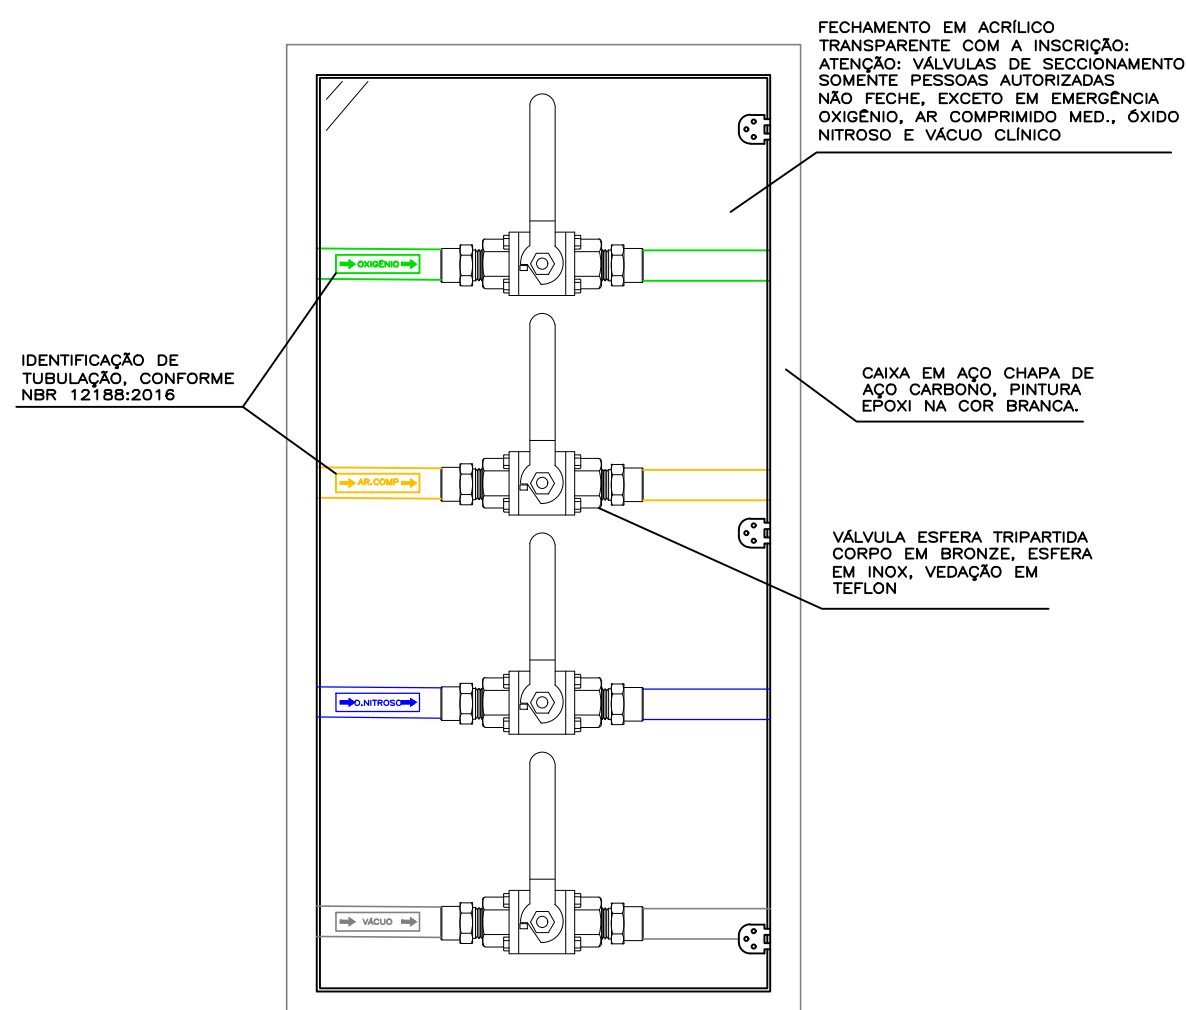 FECHAMENTO EM ACRÍLICO
TRANSPARENTE COM A INSCRIÇÃO:
ATENÇÃO: VÁLVULAS DE SECCIONAMENTO
SOMENTE PESSOAS AUTORIZADAS
NÃO FECHE, EXCETO EM EMERGÊNCIA
OXIGÊNIO, AR COMPRIMIDO MED., ÓXIDO
NITROSO E VÁCUO CLÍNICO
OXIGÊNIO
IDENTIFICAÇÃO DE
TUBULAÇÃO, CONFORME
NBR 12188:2016
CAIXA EM AÇO CHAPA DE
AÇO CARBONO, PINTURA
EPOXI NA COR BRANCA.
AR.COMP
VÁLVULA ESFERA TRIPARTIDA
CORPO EM BRONZE, ESFERA
EM INOX, VEDAÇÃO EM
TEFLON
O.NITROSO
VÁCUO